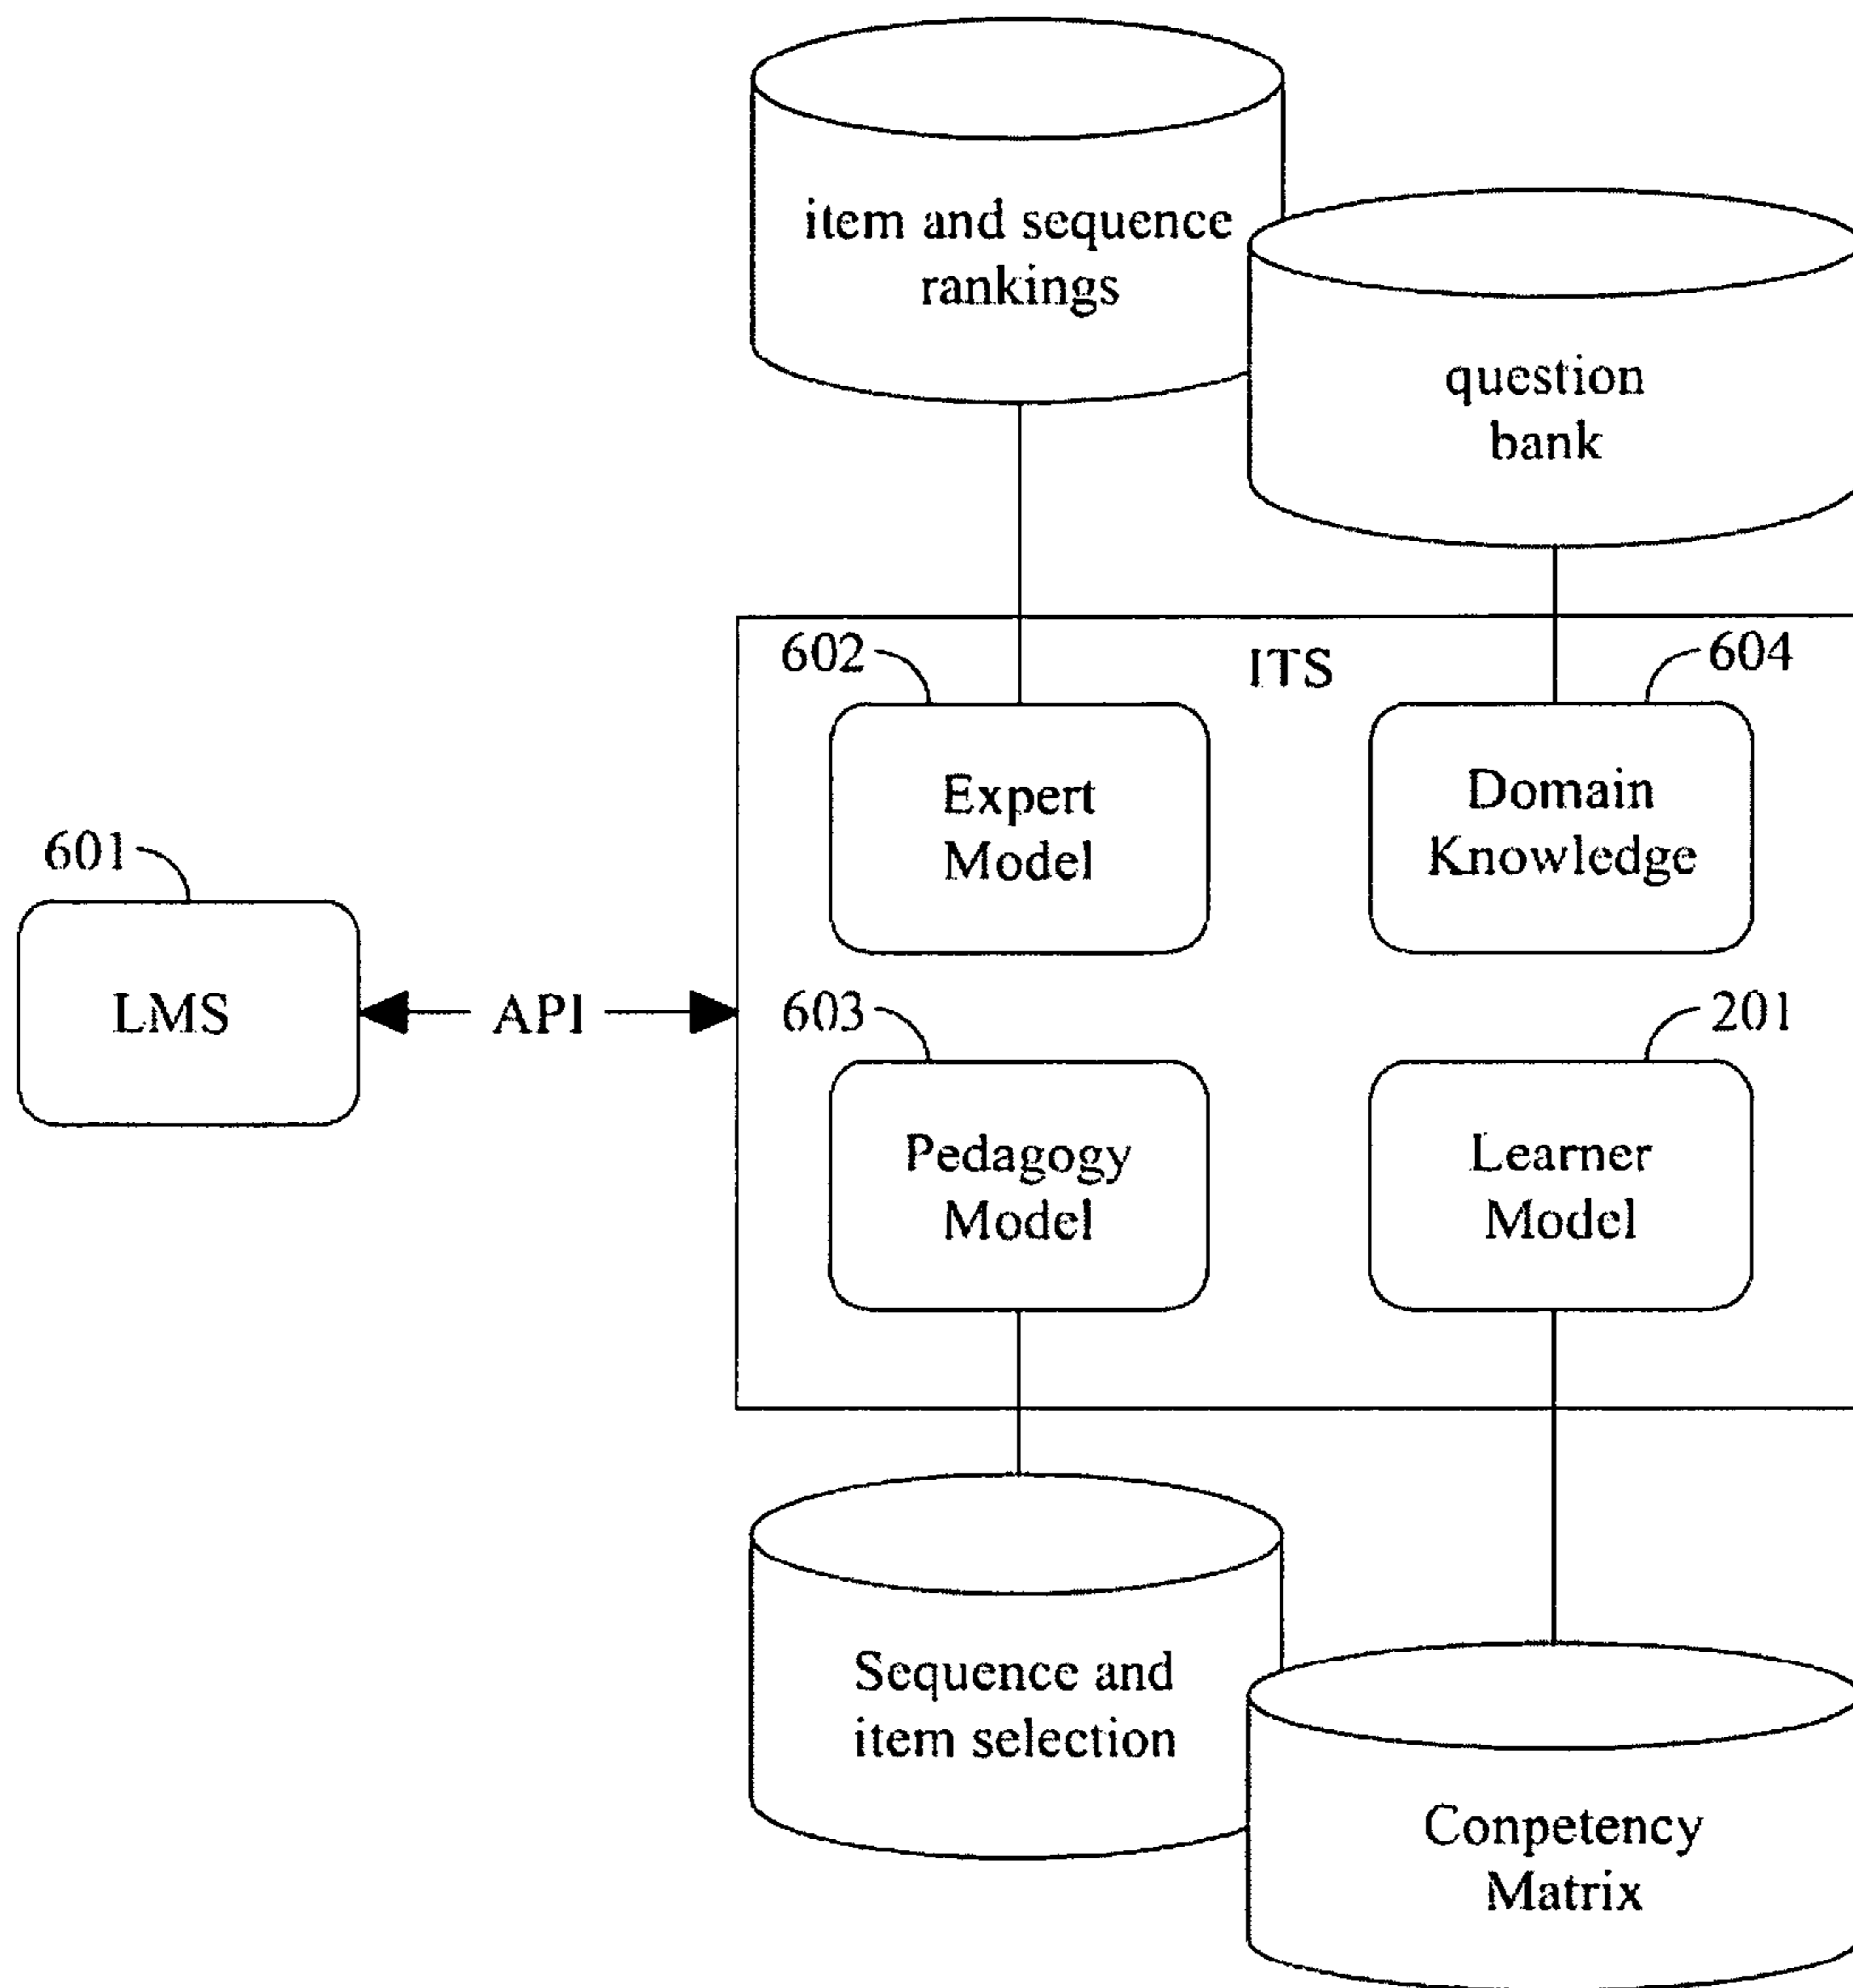 item and sequence
rankings
question
bank
602
ITS
604
Expert
Model
Domain
Knowledge
601
LMS
API
603
201
Pedagogy
Model
Learner
Model
Sequence and
item selection
Conpetency
Matrix